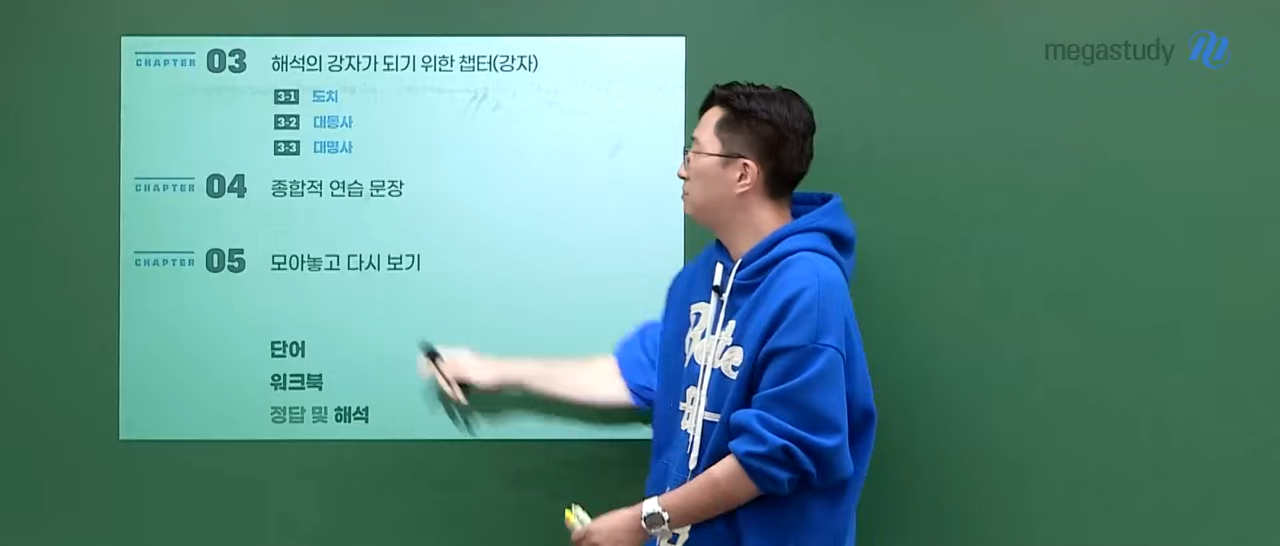 CHAPTER 03 해석의 강자가 되기 위한 챕터(강자)
3-1 도치
3-2 대동사
3-3 대명사
CHAPTER 04 종합적 연습 문장
CHAPTER 05 모아놓고 다시 보기
단어
워크북
정답 및 해석
megastudy